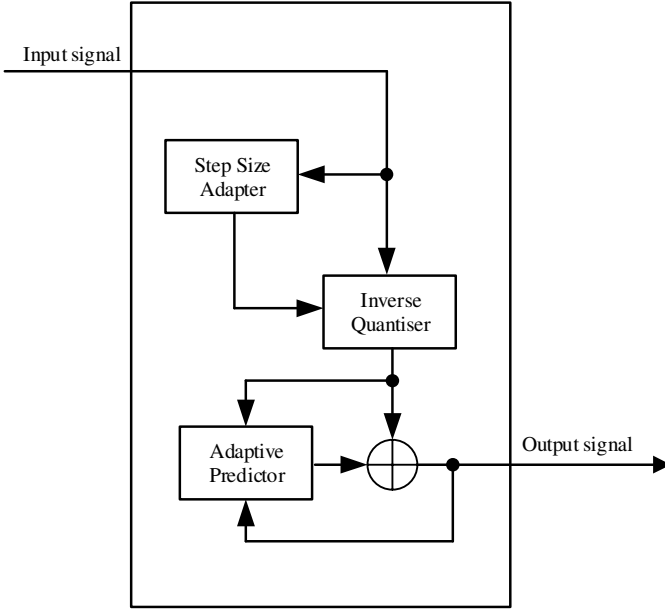 Input signal
Step Size
Adapter
Inverse
Quantiser
Adaptive
Predictor
Output signal